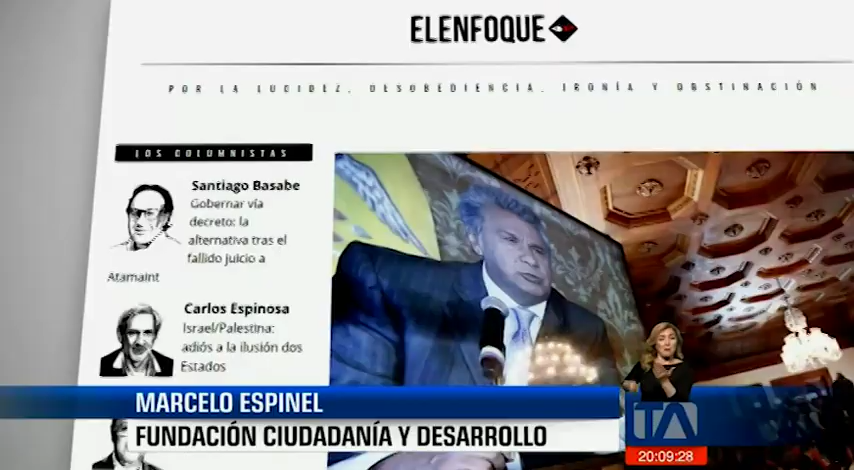 ELENFOQUE
POR LA LUCIDEZ, DESOBEDIENCIA, IRONÍA Y OBSTINACIÓN
LOS COLUMNISTAS
Santiago Basabe
Gobernar vía
decreto: la
alternativa tras el
fallido juicio a
Atamaint
Carlos Espinosa
Israel/Palestina:
adiós a la ilusión dos
Estados
MARCELO ESPINEL
FUNDACIÓN CIUDADANÍA Y DESARROLLO
TA
20:09:28